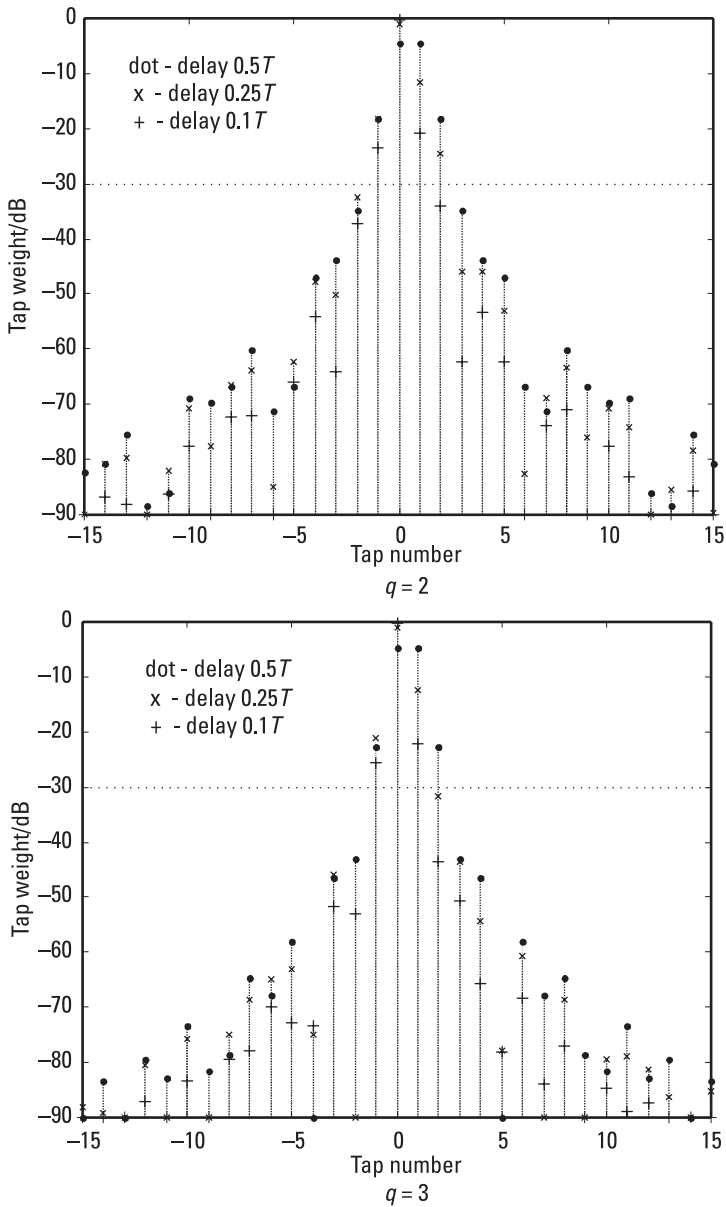 0
−10
−20
−30
−40
−50
−60
−70
−80
−90
Tap weight/dB
dot - delay 0.5T
x - delay 0.25T
+ - delay 0.1T
−15
−10
−5
0
5
10
15
Tap number
q = 2
0
−10
−20
−30
−40
−50
−60
−70
−80
−90
Tap weight/dB
dot - delay 0.5T
x - delay 0.25T
+ - delay 0.1T
−15
−10
−5
0
5
10
15
Tap number
q = 3